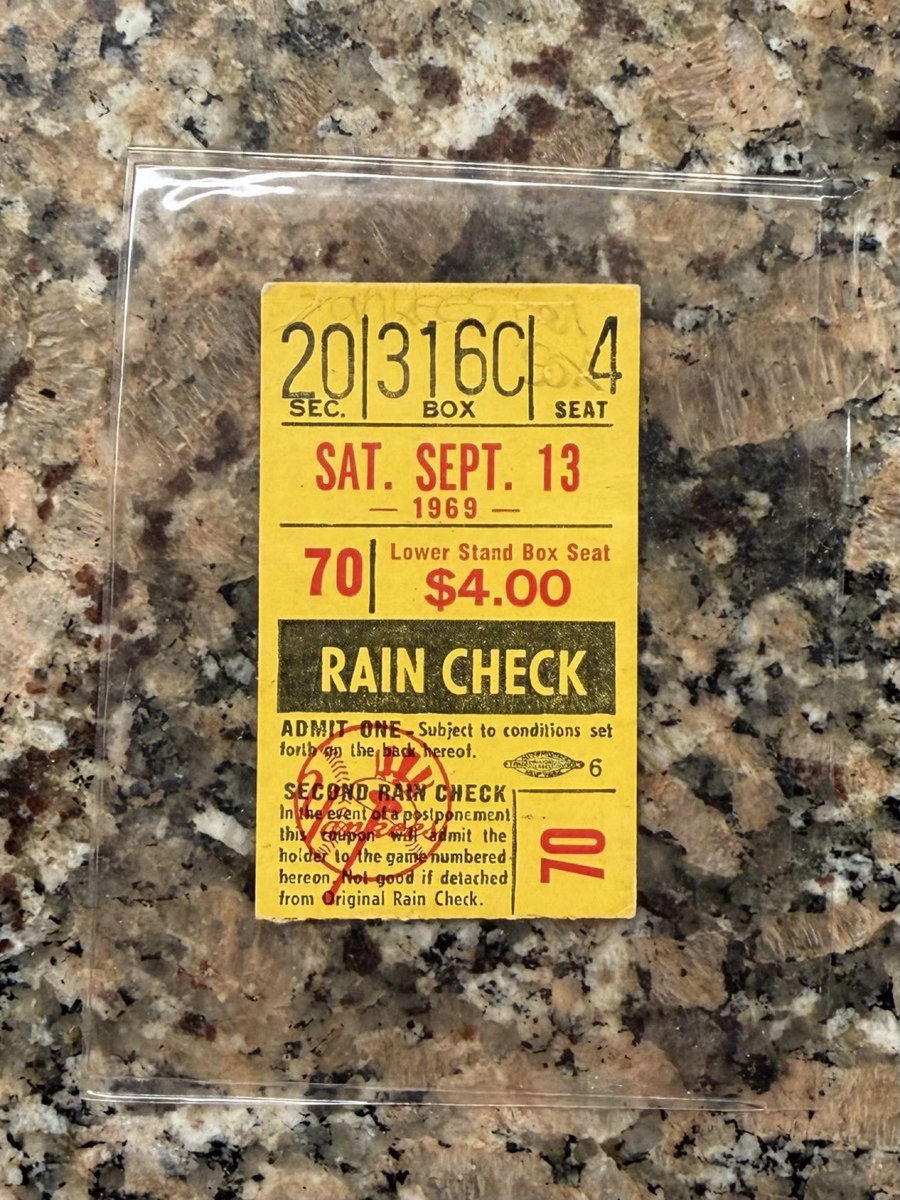 20 316C 4
SEC. BOX SEAT
SAT. SEPT. 13
— 1969 —
70 Lower Stand Box Seat
$4.00
RAIN CHECK
ADMIT ONE - Subject to conditions set
forth on the back hereof.
6
SECOND RAIN CHECK
In the event of a postponement
this coupon will admit the
holder to the game numbered
hereon. Not good if detached
from Original Rain Check.
Yankees
70